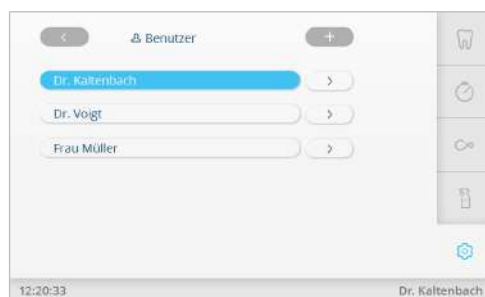 Benutzer
Dr. Kaltenbach
Dr. Voigt
Frau Müller
12:20:33 Dr. Kaltenbach